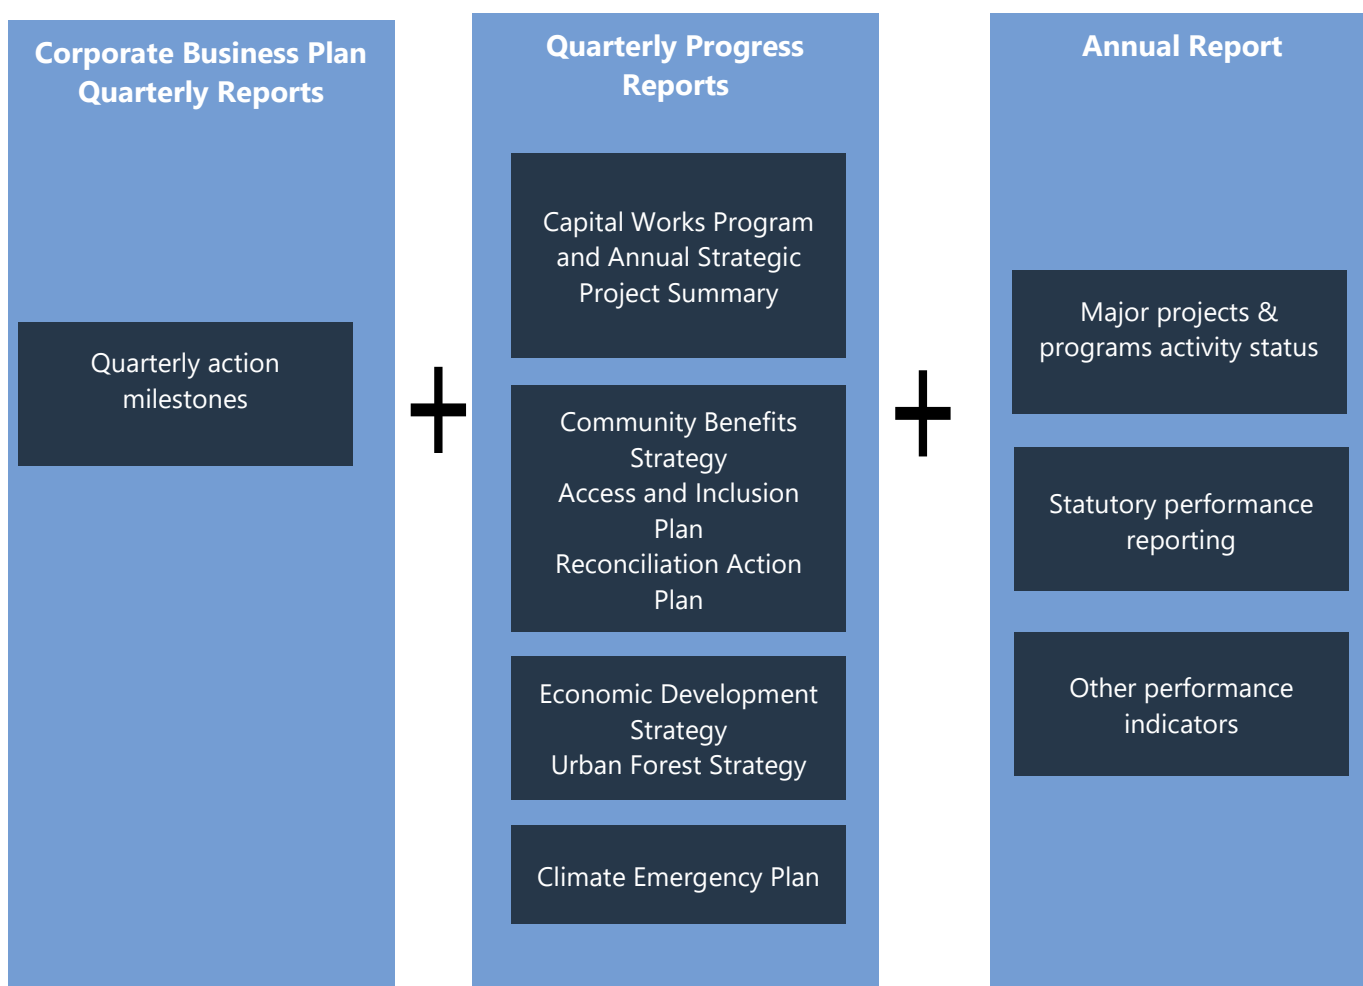 Corporate Business Plan
Quarterly Reports
Quarterly action
milestones
Quarterly Progress
Reports
Capital Works Program
and Annual Strategic
Project Summary
Community Benefits
Strategy
Access and Inclusion
Plan
Reconciliation Action
Plan
Economic Development
Strategy
Urban Forest Strategy
Climate Emergency Plan
Annual Report
Major projects &
programs activity status
Statutory performance
reporting
Other performance
indicators